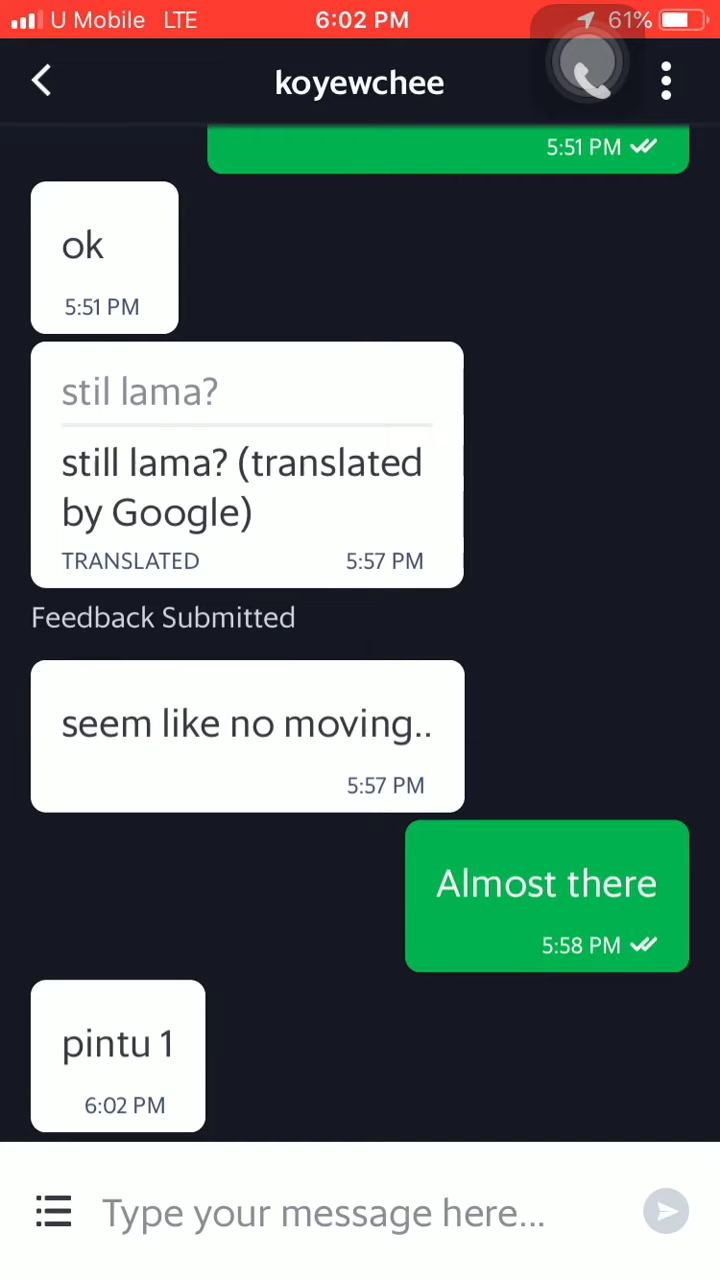 U Mobile LTE 6:02 PM 61%
koyewchee
5:51 PM
ok
5:51 PM
stil lama?
still lama? (translated
by Google)
TRANSLATED 5:57 PM
Feedback Submitted
seem like no moving..
5:57 PM
Almost there
5:58 PM
pintu 1
6:02 PM
Type your message here...